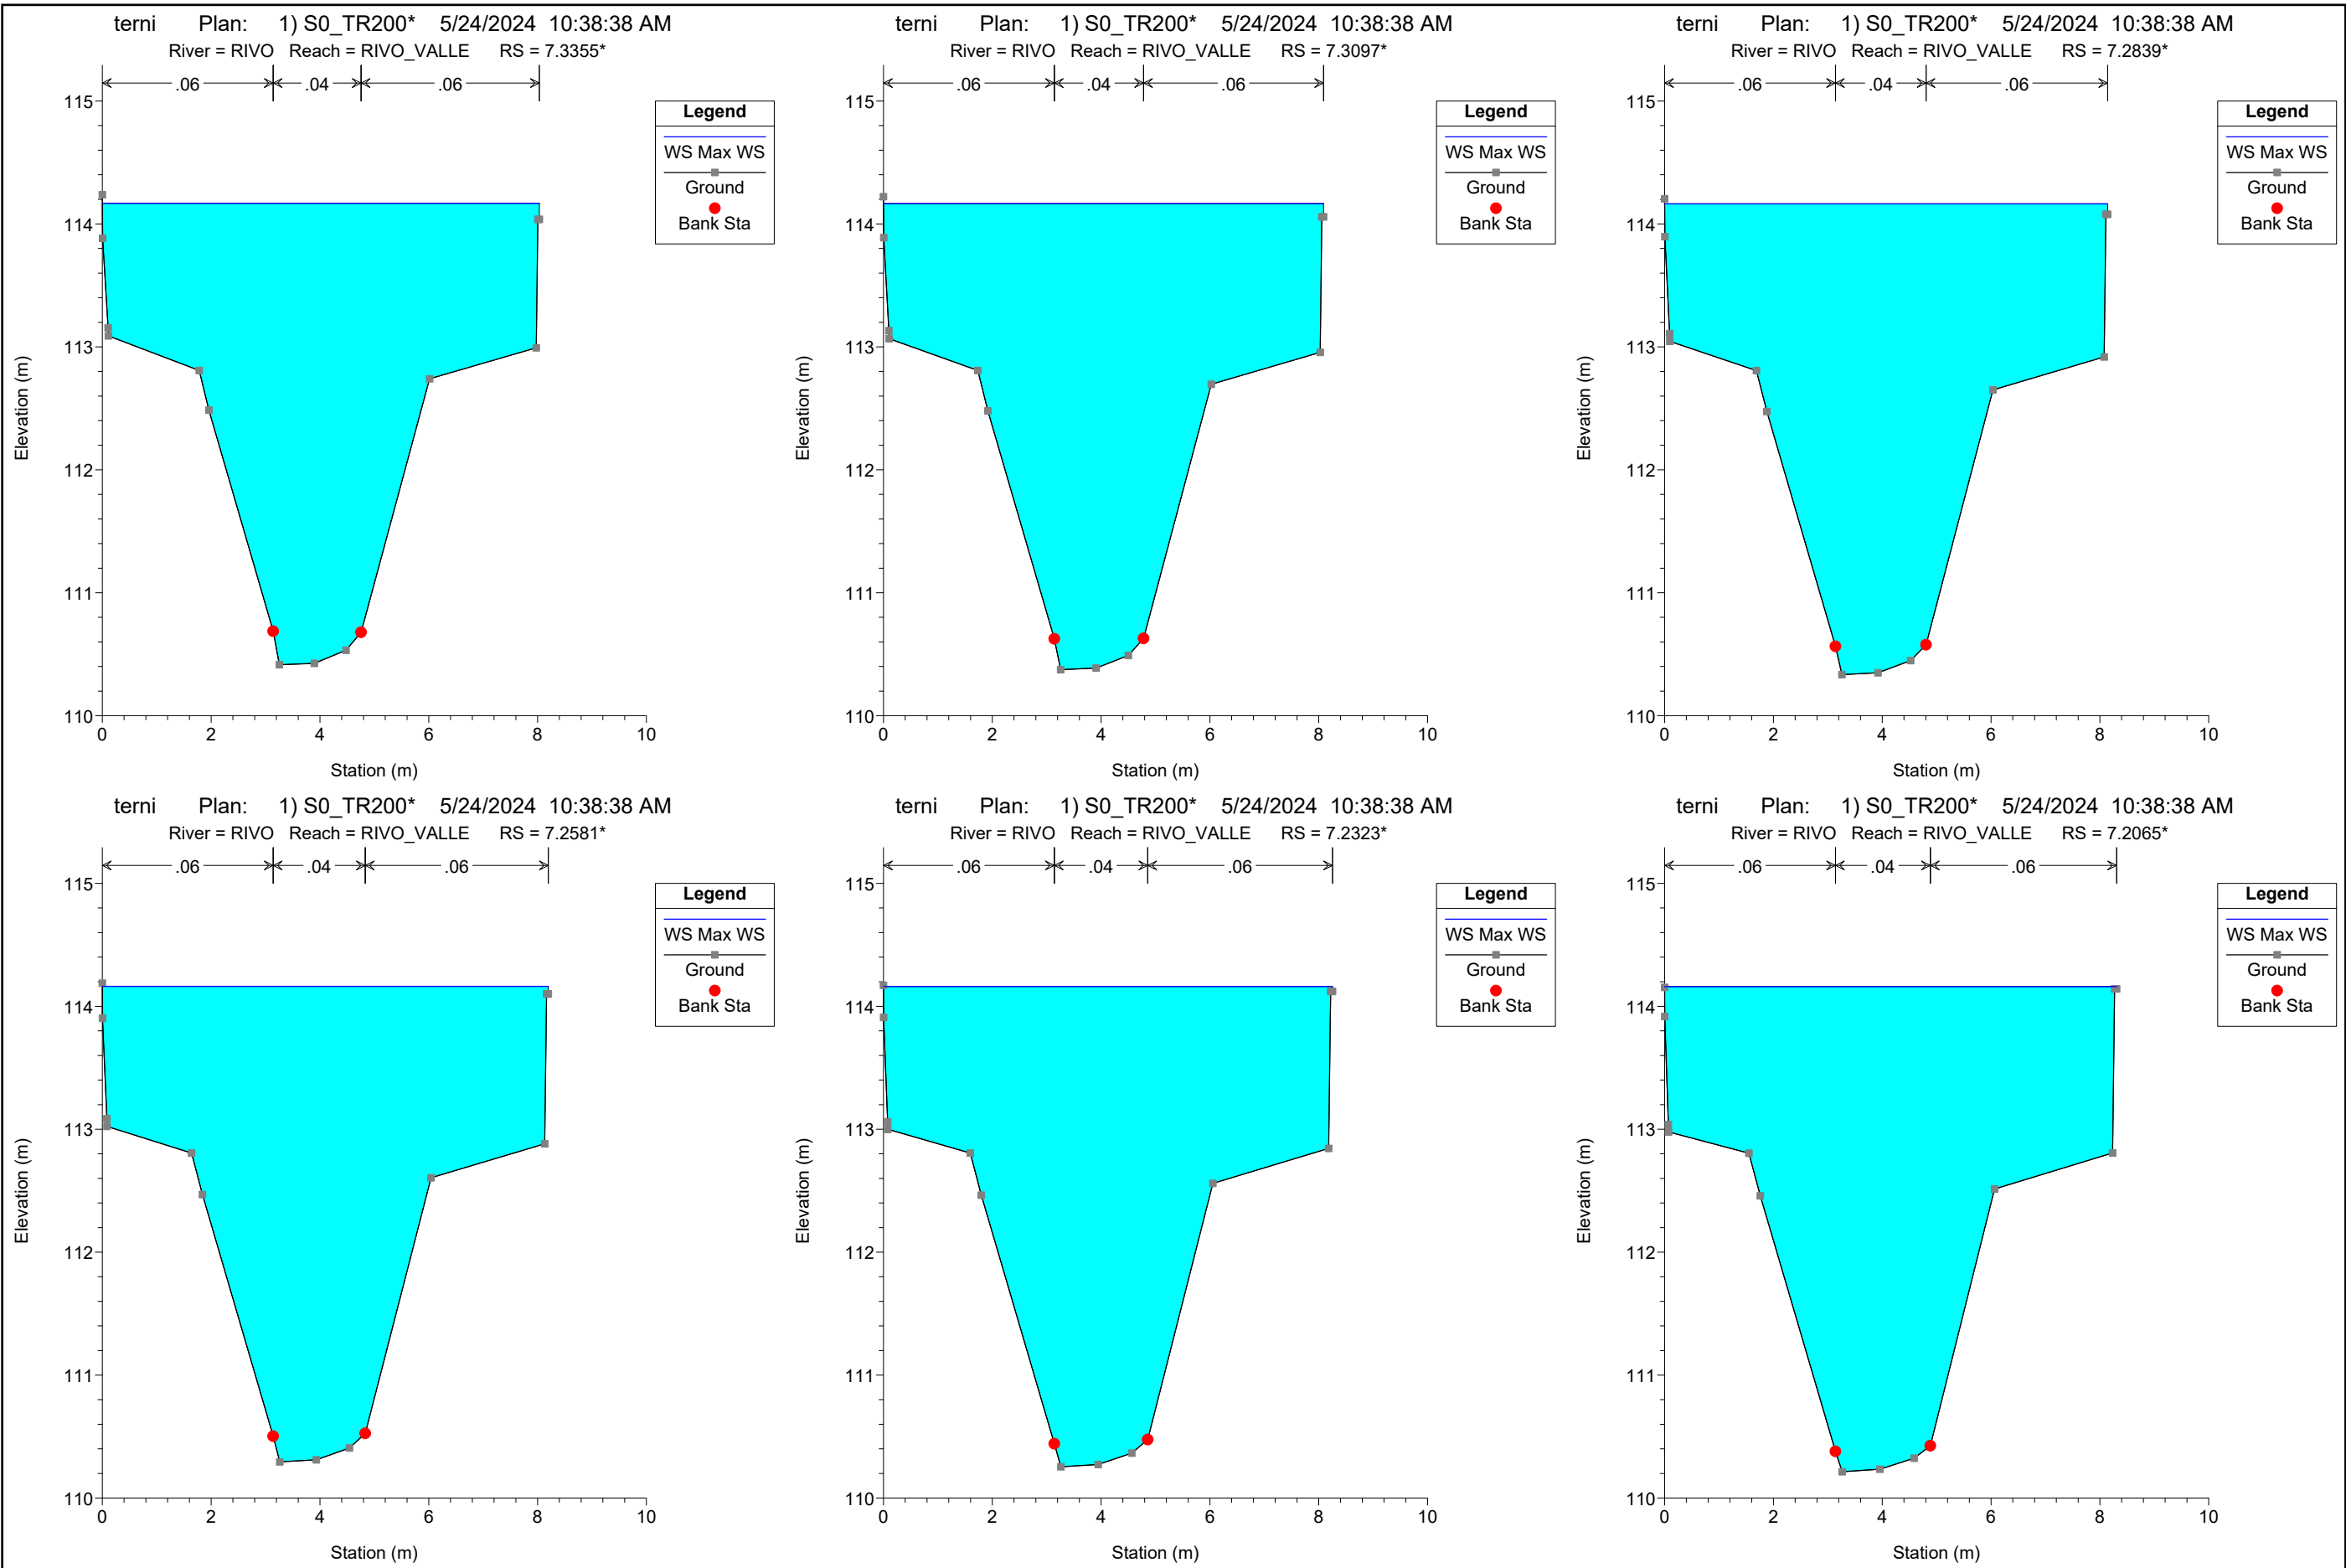 terni Plan: 1) S0_TR200* 5/24/2024 10:38:38 AM
River = RIVO Reach = RIVO_VALLE RS = 7.3355*
.06 .04 .06
Legend
WS Max WS
Ground
Bank Sta
115
114
113
112
111
110
0 2 4 6 8 10
Elevation (m)
Station (m)
terni Plan: 1) S0_TR200* 5/24/2024 10:38:38 AM
River = RIVO Reach = RIVO_VALLE RS = 7.3097*
.06 .04 .06
Legend
WS Max WS
Ground
Bank Sta
115
114
113
112
111
110
0 2 4 6 8 10
Elevation (m)
Station (m)
terni Plan: 1) S0_TR200* 5/24/2024 10:38:38 AM
River = RIVO Reach = RIVO_VALLE RS = 7.2839*
.06 .04 .06
Legend
WS Max WS
Ground
Bank Sta
115
114
113
112
111
110
0 2 4 6 8 10
Elevation (m)
Station (m)
terni Plan: 1) S0_TR200* 5/24/2024 10:38:38 AM
River = RIVO Reach = RIVO_VALLE RS = 7.2581*
.06 .04 .06
Legend
WS Max WS
Ground
Bank Sta
115
114
113
112
111
110
0 2 4 6 8 10
Elevation (m)
Station (m)
terni Plan: 1) S0_TR200* 5/24/2024 10:38:38 AM
River = RIVO Reach = RIVO_VALLE RS = 7.2323*
.06 .04 .06
Legend
WS Max WS
Ground
Bank Sta
115
114
113
112
111
110
0 2 4 6 8 10
Elevation (m)
Station (m)
terni Plan: 1) S0_TR200* 5/24/2024 10:38:38 AM
River = RIVO Reach = RIVO_VALLE RS = 7.2065*
.06 .04 .06
Legend
WS Max WS
Ground
Bank Sta
115
114
113
112
111
110
0 2 4 6 8 10
Elevation (m)
Station (m)